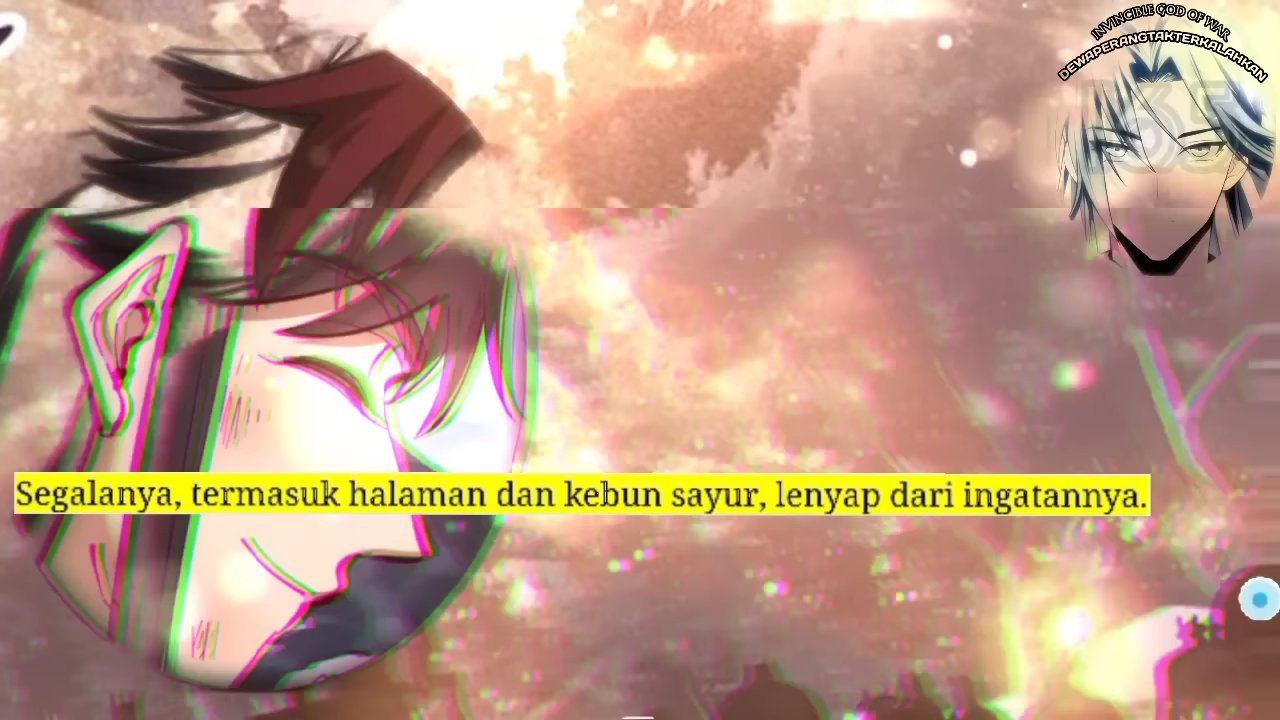 INVINCIBLE GOD OF WAR
DEWAPERANGTAKTERKALAHKAN
Segalanya, termasuk halaman dan kebun sayur, lenyap dari ingatannya.